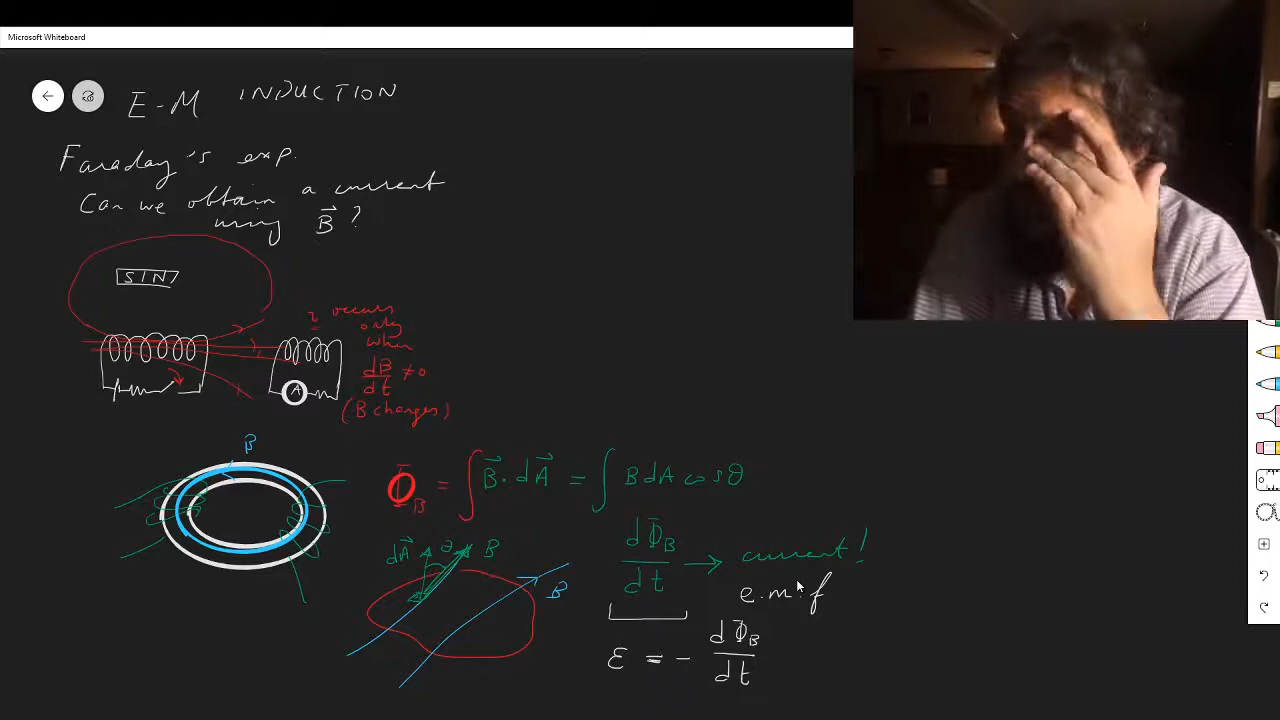 Microsoft Whiteboard
E-M INDUCTION
Faraday's exp.
Can we obtain a current
using B⃗ ?
SIN
i occurs
only
when
dB/dt ≠ 0
(B changes)
A
B
Φ_B = ∫ B⃗ · dA⃗ = ∫ B dA cos θ
dΦ_B/dt → current!
e.m.f
dA⃗ θ B
B
ε = - dΦ_B/dt